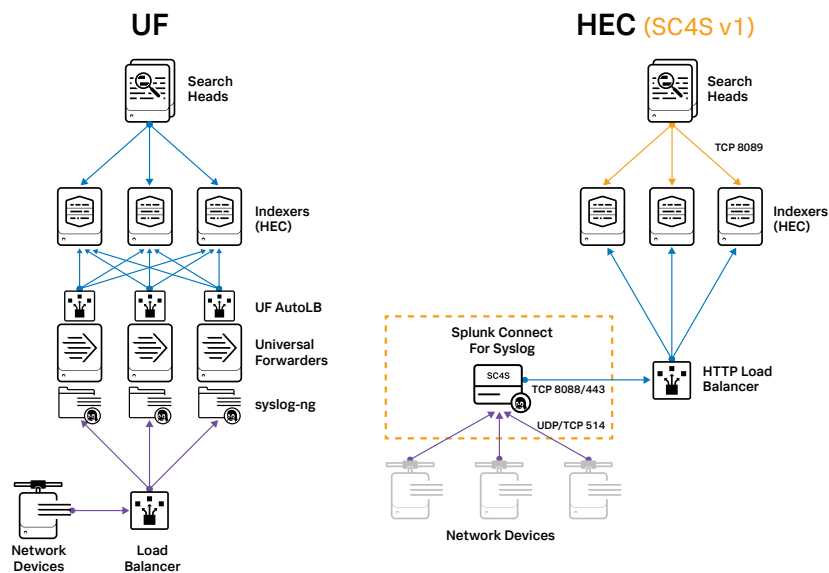 UF
Search
Heads
Indexers
(HEC)
UF AutoLB
Universal
Forwarders
syslog-ng
Network
Devices
Load
Balancer
HEC (SC4S v1)
Search
Heads
TCP 8089
Indexers
(HEC)
Splunk Connect
For Syslog
SC4S
TCP 8088/443
HTTP Load
Balancer
UDP/TCP 514
Network Devices